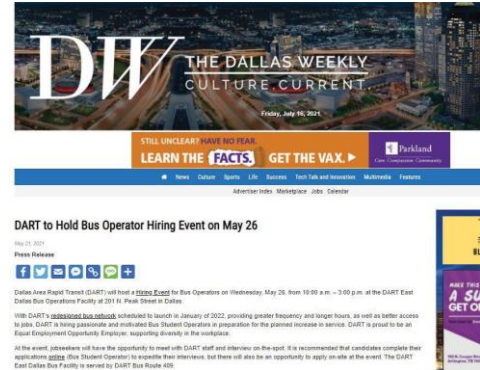 DW
THE DALLAS WEEKLY
CULTURE.CURRENT.
Friday, July 16, 2021
STILL UNCLEAR? HAVE NO FEAR.
LEARN THE FACTS. GET THE VAX.
Parkland
Care. Compassion. Community.
News Culture Sports Life Success Tech Talk and Innovation Multimedia Features
Advertiser Index Marketplace Jobs Calendar
DART to Hold Bus Operator Hiring Event on May 26
May 21, 2021
Press Release
Dallas Area Rapid Transit (DART) will host a Hiring Event for Bus Operators on Wednesday, May 26, from 10:00 a.m. – 3:00 p.m. at the DART East
Dallas Bus Operations Facility at 201 N. Peak Street in Dallas.
With DART's redesigned bus network scheduled to launch in January of 2022, providing greater frequency and longer hours, as well as better access
to jobs, DART is hiring passionate and motivated Bus Student Operators in preparation for the planned increase in service. DART is proud to be an
Equal Employment Opportunity Employer, supporting diversity in the workplace.
At the event, jobseekers will have the opportunity to meet with DART staff and interview on-the-spot. It is recommended that candidates complete their
applications online (Bus Student Operator) to expedite their interviews, but there will also be an opportunity to apply on-site at the event. The DART
East Dallas Bus Facility is served by DART Bus Route 409.
MAKE THIS
A SU
GET O